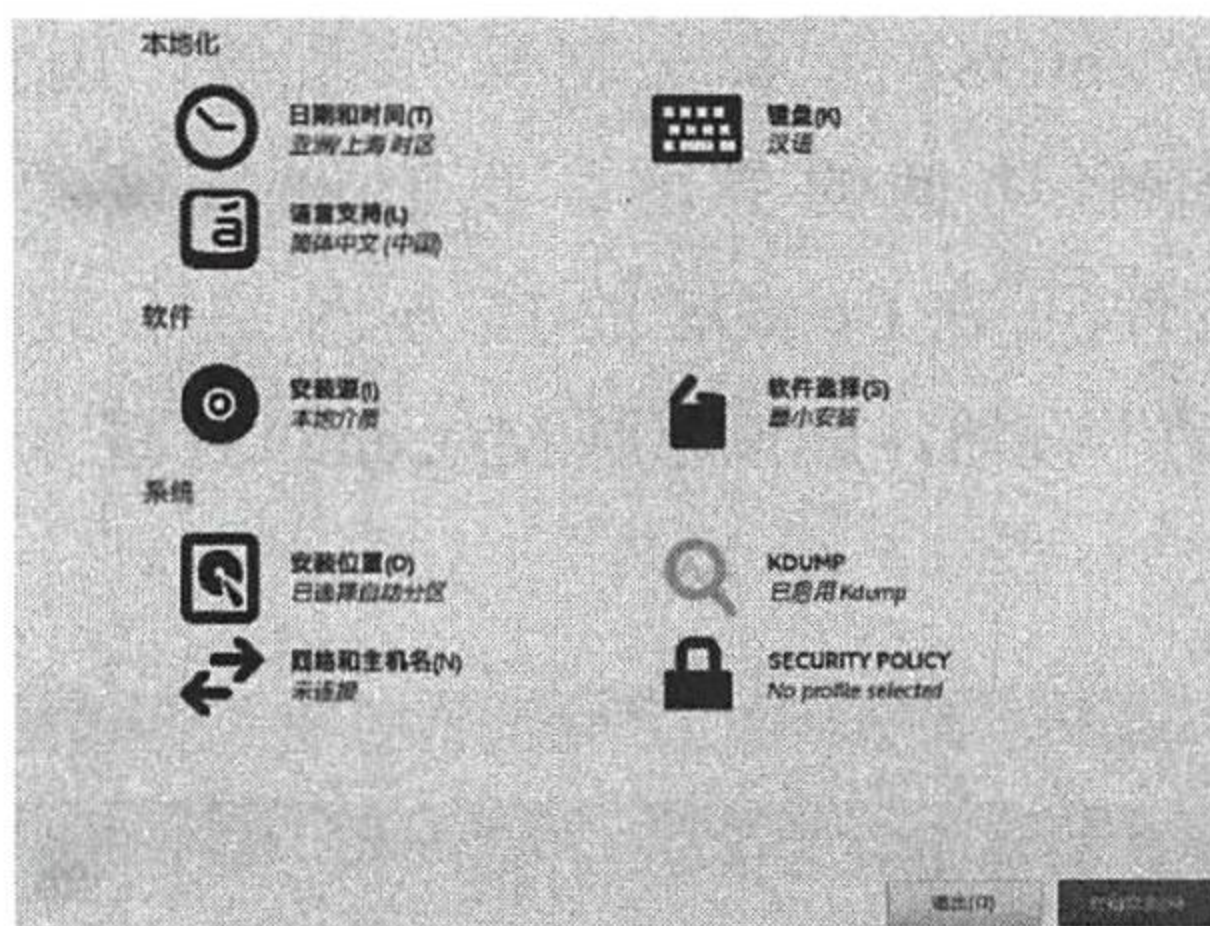 本地化
日期和时间(T)
亚洲/上海 时区
键盘(K)
汉语
语言支持(L)
简体中文 (中国)
软件
安装源(I)
本地介质
软件选择(S)
最小安装
系统
安装位置(D)
已选择自动分区
KDUMP
已启用 Kdump
网络和主机名(N)
未连接
SECURITY POLICY
No profile selected
退出(Q)